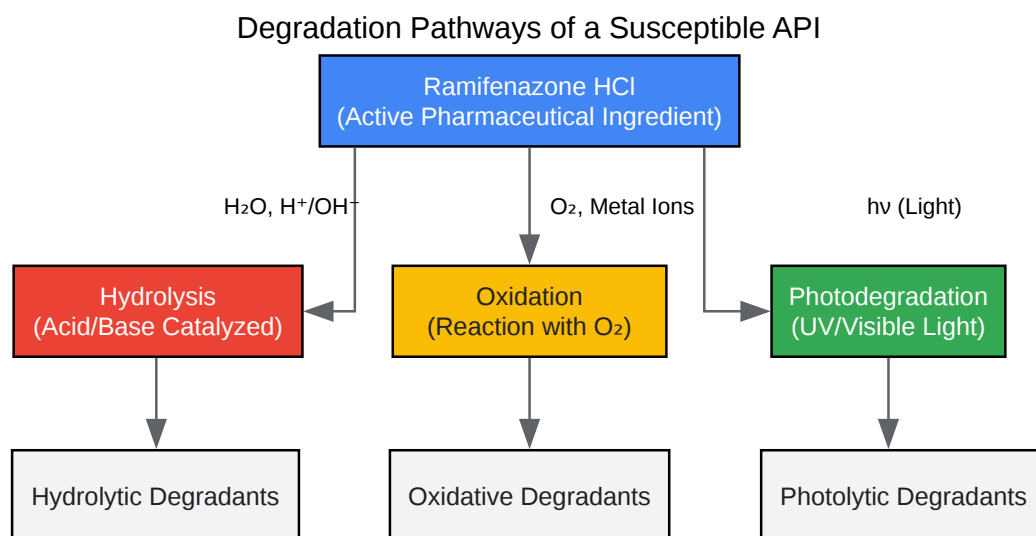 Degradation Pathways of a Susceptible API
Ramifenazone HCl
(Active Pharmaceutical Ingredient)
H₂O, H⁺/OH⁻
O₂, Metal Ions
hν (Light)
Hydrolysis
(Acid/Base Catalyzed)
Oxidation
(Reaction with O₂)
Photodegradation
(UV/Visible Light)
Hydrolytic Degradants
Oxidative Degradants
Photolytic Degradants